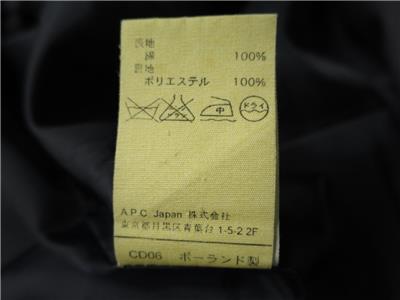 表地
綿 100%
裏地
ポリエステル 100%
中
ドライ
A.P.C. Japan 株式会社
東京都目黒区青葉台 1-5-2 2F
CD06 ポーランド製